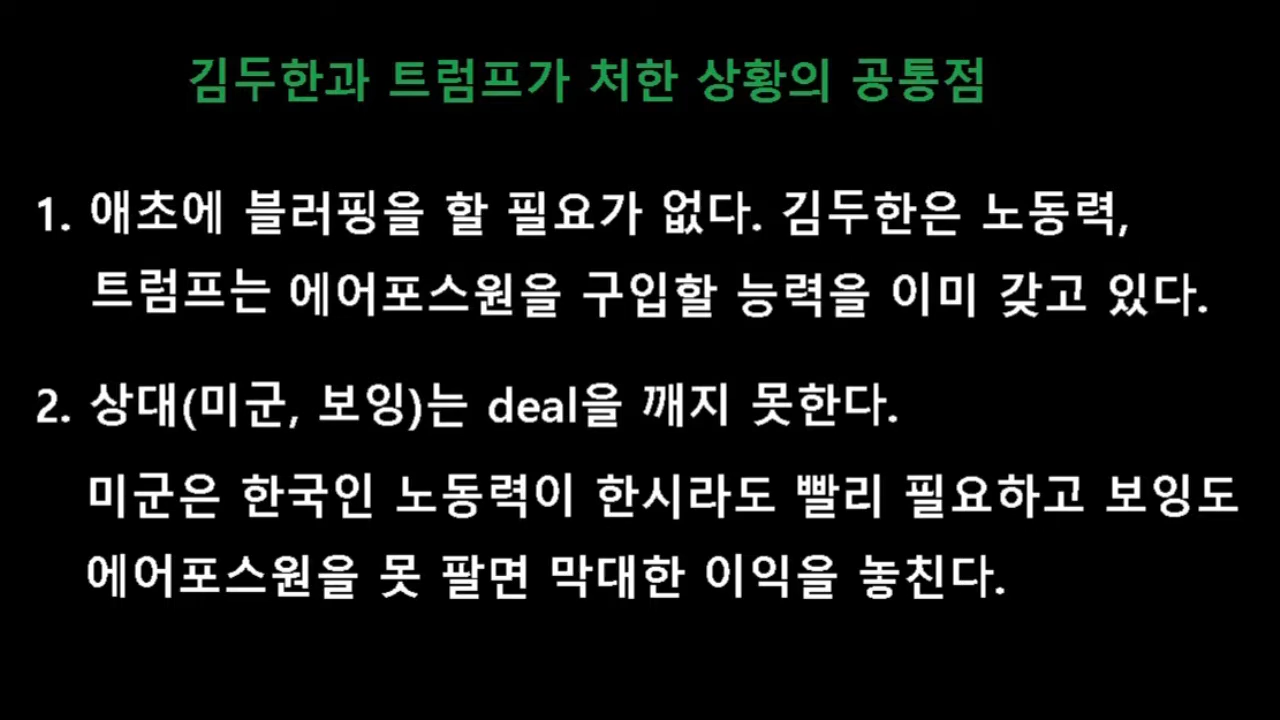 김두한과 트럼프가 처한 상황의 공통점
1. 애초에 블러핑을 할 필요가 없다. 김두한은 노동력,
트럼프는 에어포스원을 구입할 능력을 이미 갖고 있다.
2. 상대(미군, 보잉)는 deal을 깨지 못한다.
미군은 한국인 노동력이 한시라도 빨리 필요하고 보잉도
에어포스원을 못 팔면 막대한 이익을 놓친다.